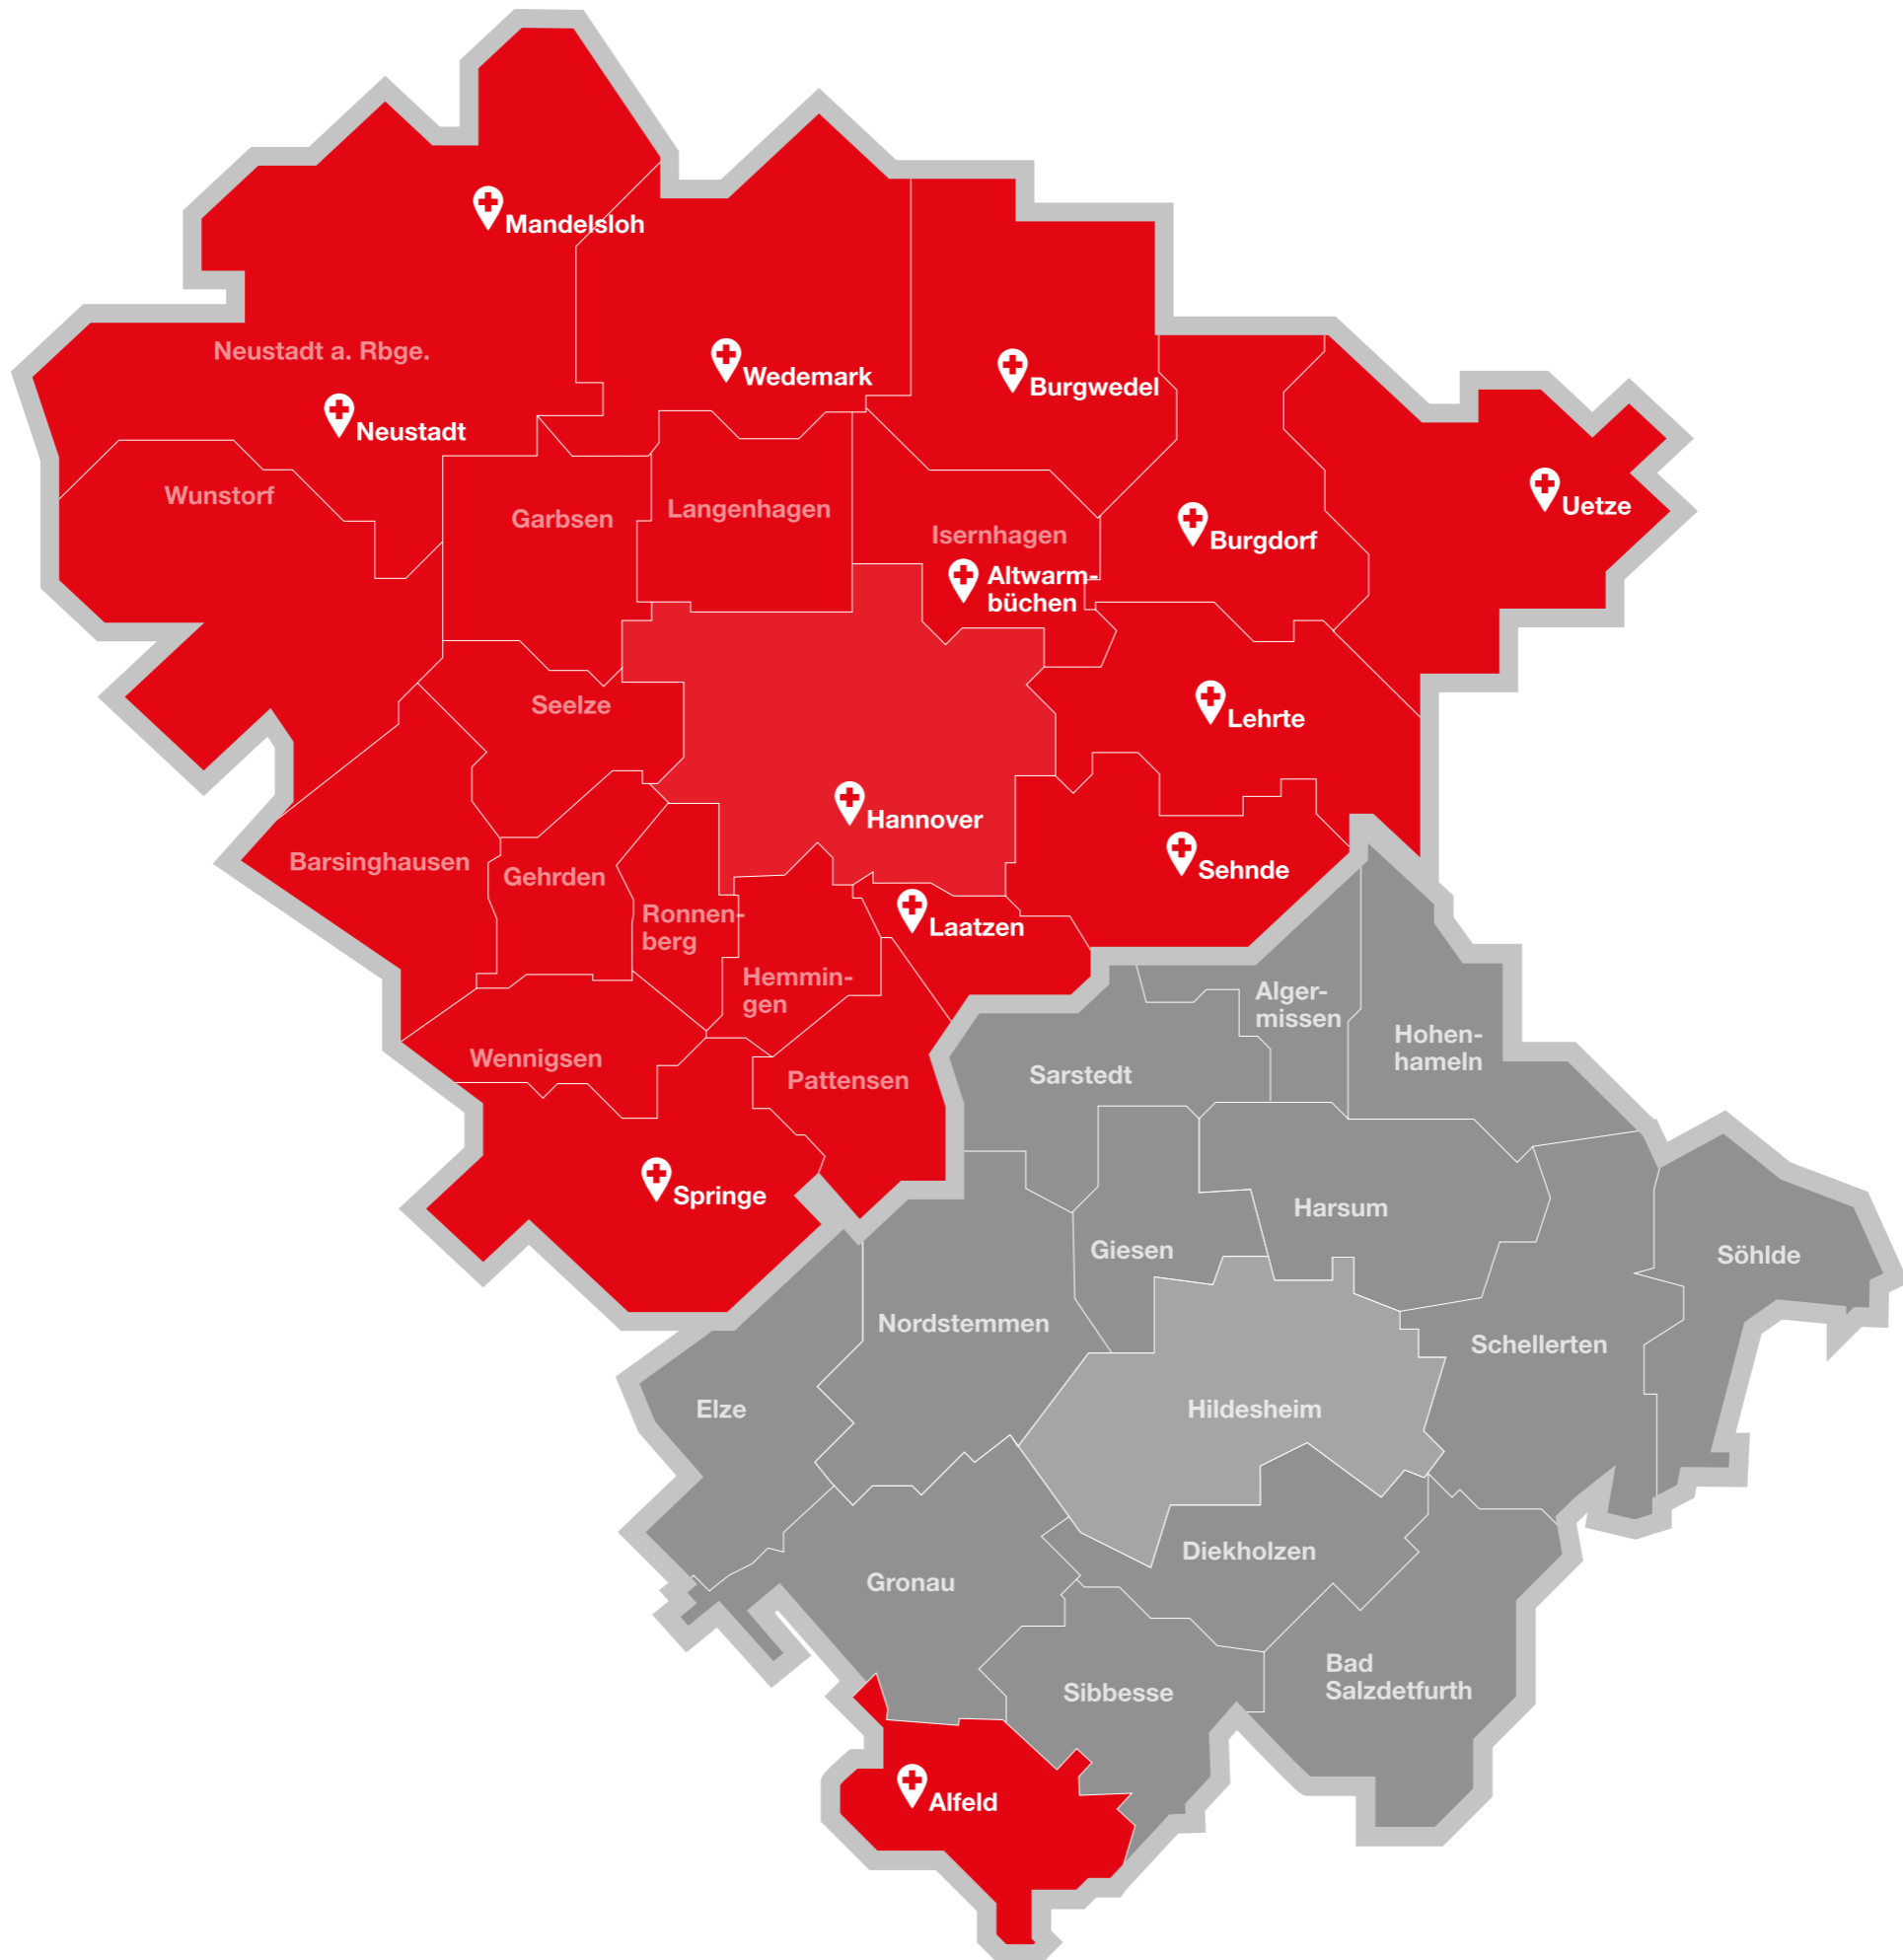 Mandelsloh
Neustadt a. Rbge.
Wedemark
Burgwedel
Neustadt
Wunstorf
Garbsen
Langenhagen
Isernhagen
Uetze
Burgdorf
Altwarm-
büchen
Seelze
Lehrte
Hannover
Barsinghausen
Gehrden
Sehnde
Ronnen-
berg
Laatzen
Hemmin-
gen
Alger-
missen
Hohen-
hameln
Wennigsen
Pattensen
Sarstedt
Springe
Harsum
Giesen
Söhlde
Nordstemmen
Schellerten
Elze
Hildesheim
Diekholzen
Gronau
Bad
Salzdetfurth
Sibbesse
Alfeld